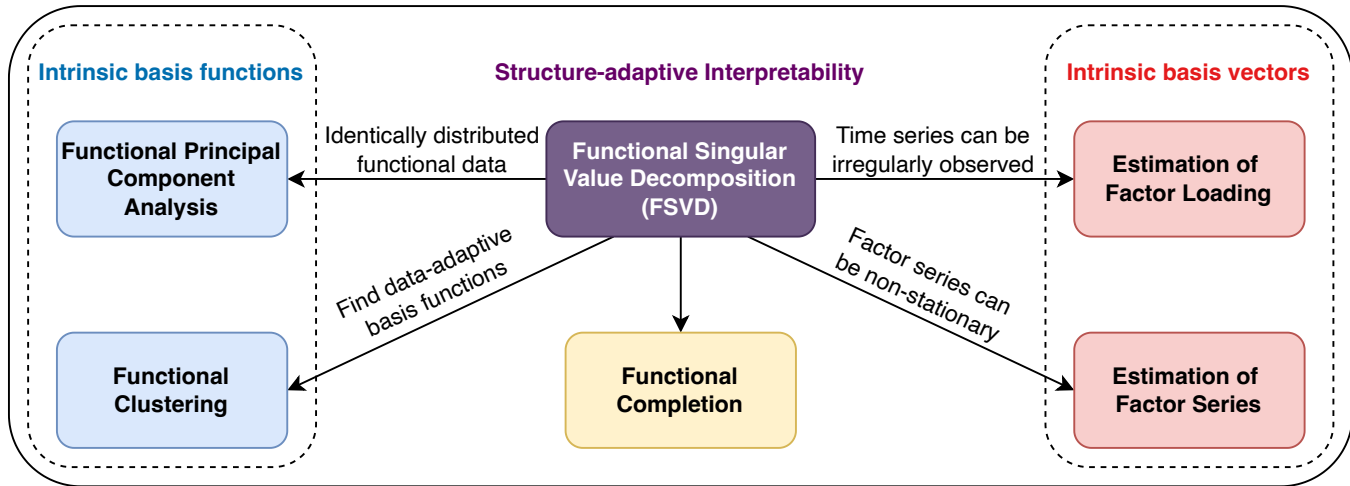 Intrinsic basis functions
Structure-adaptive Interpretability
Intrinsic basis vectors
Functional Principal
Component
Analysis
Identically distributed
functional data
Functional Singular
Value Decomposition
(FSVD)
Time series can be
irregularly observed
Estimation of
Factor Loading
Find data-adaptive
basis functions
Factor series can
be non-stationary
Functional
Clustering
Functional
Completion
Estimation of
Factor Series